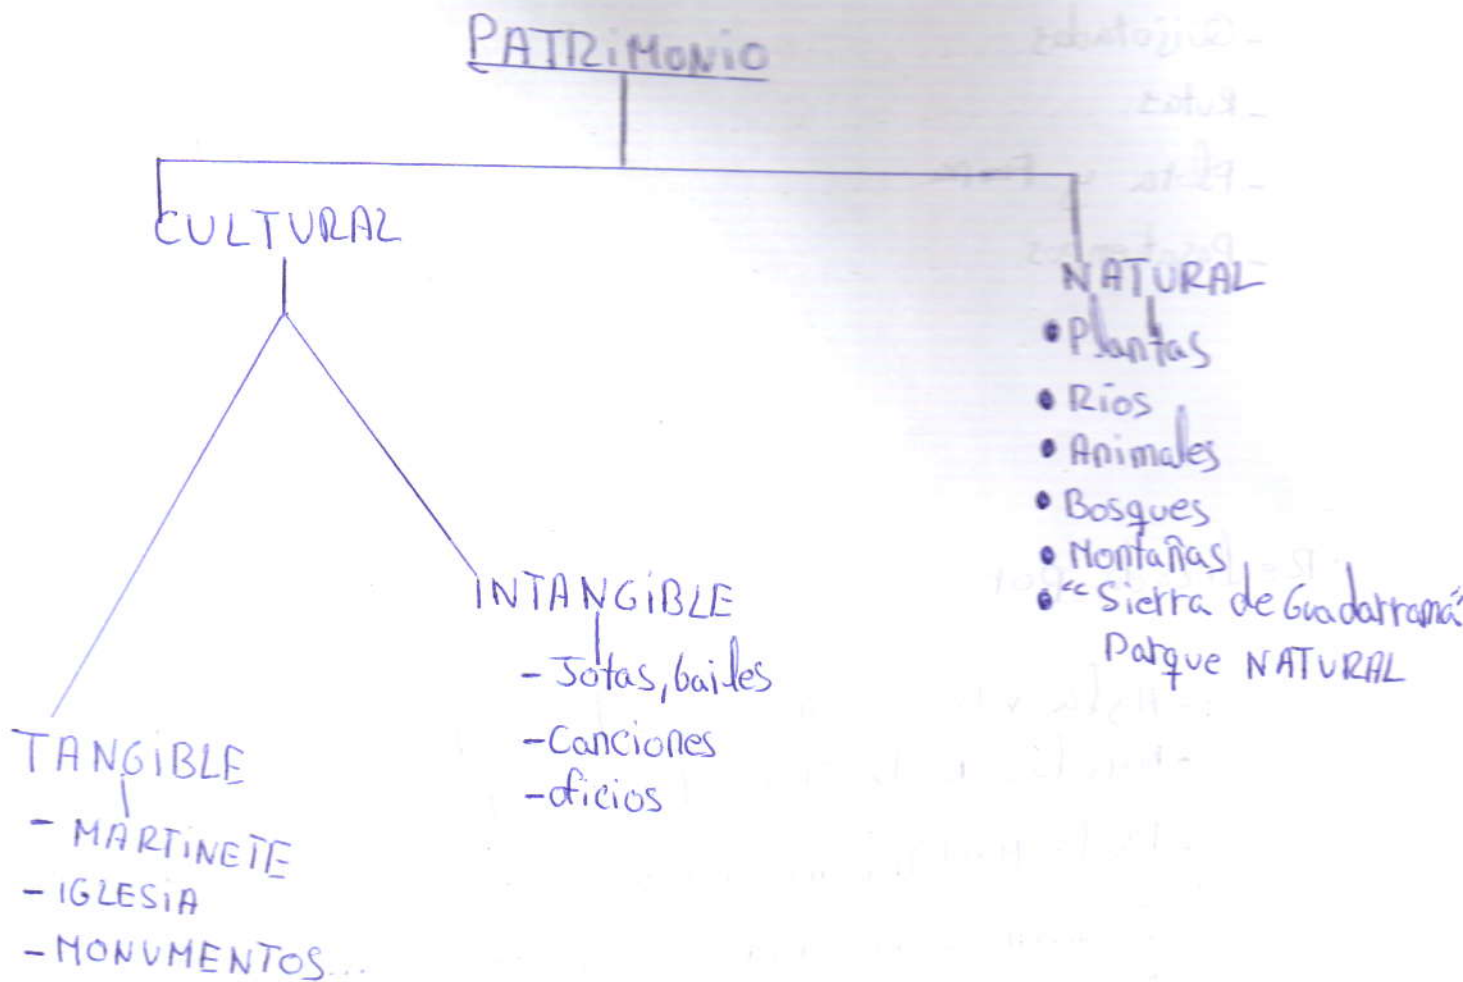 PATRIMONIO
CULTURAL
NATURAL
• Plantas
• Ríos
• Animales
• Bosques
• Montañas
• "Sierra de Guadarrama"
Parque NATURAL
INTANGIBLE
- Jotas, bailes
- Canciones
- oficios
TANGIBLE
- MARTINETE
- IGLESIA
- MONUMENTOS...